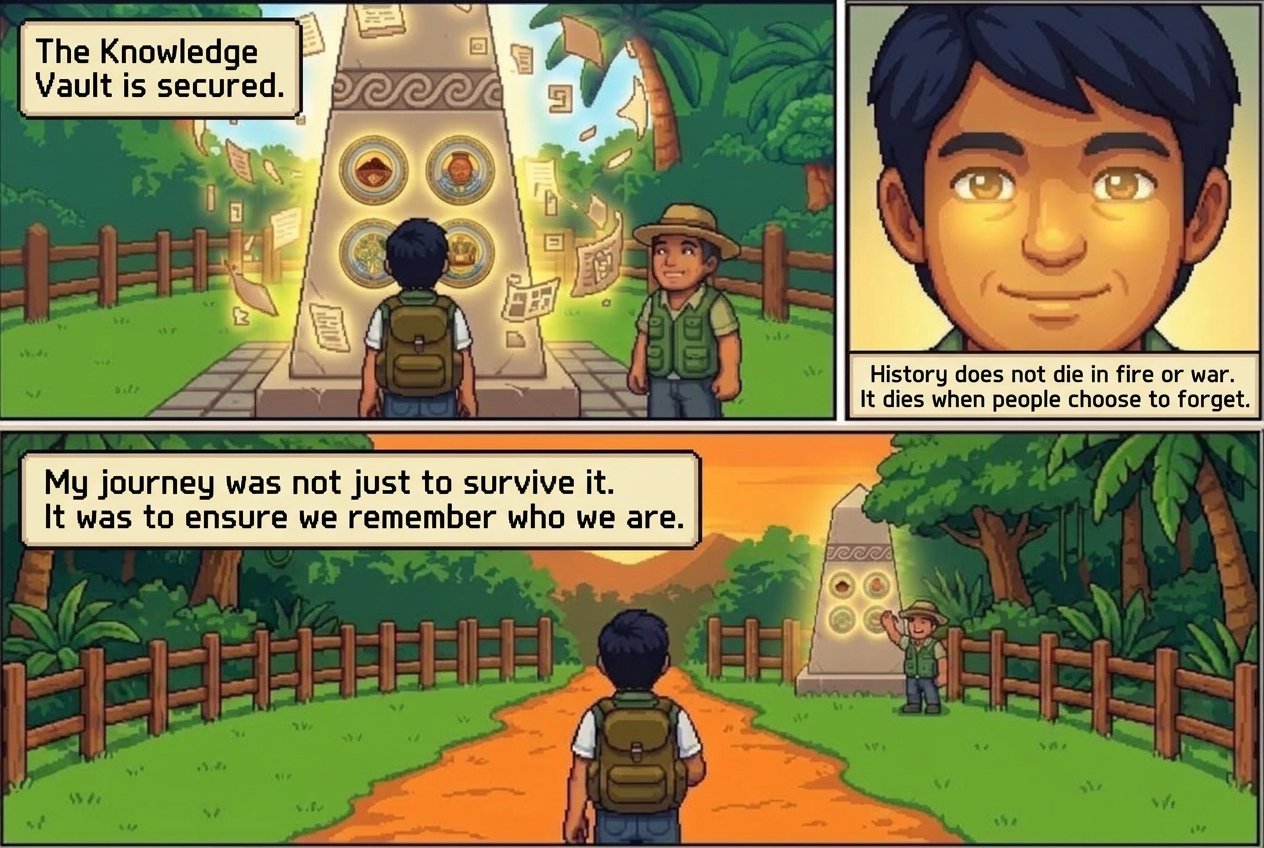 The Knowledge
Vault is secured.
History does not die in fire or war.
It dies when people choose to forget.
My journey was not just to survive it.
It was to ensure we remember who we are.